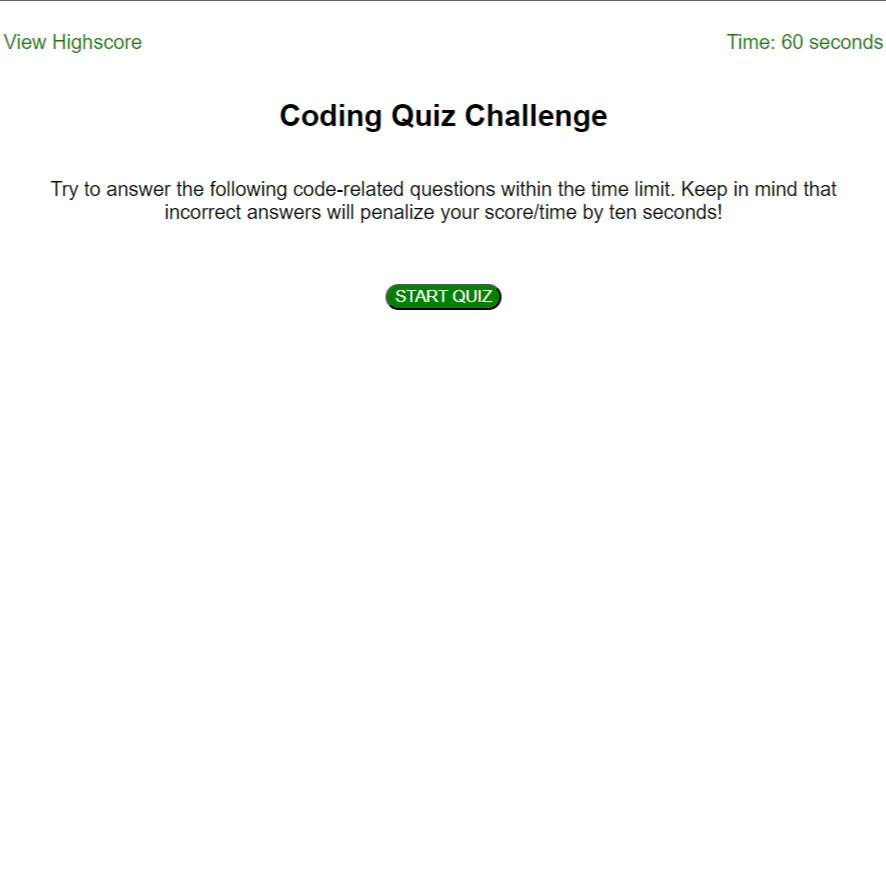 View Highscore
Time: 60 seconds
Coding Quiz Challenge
Try to answer the following code-related questions within the time limit. Keep in mind that
incorrect answers will penalize your score/time by ten seconds!
START QUIZ